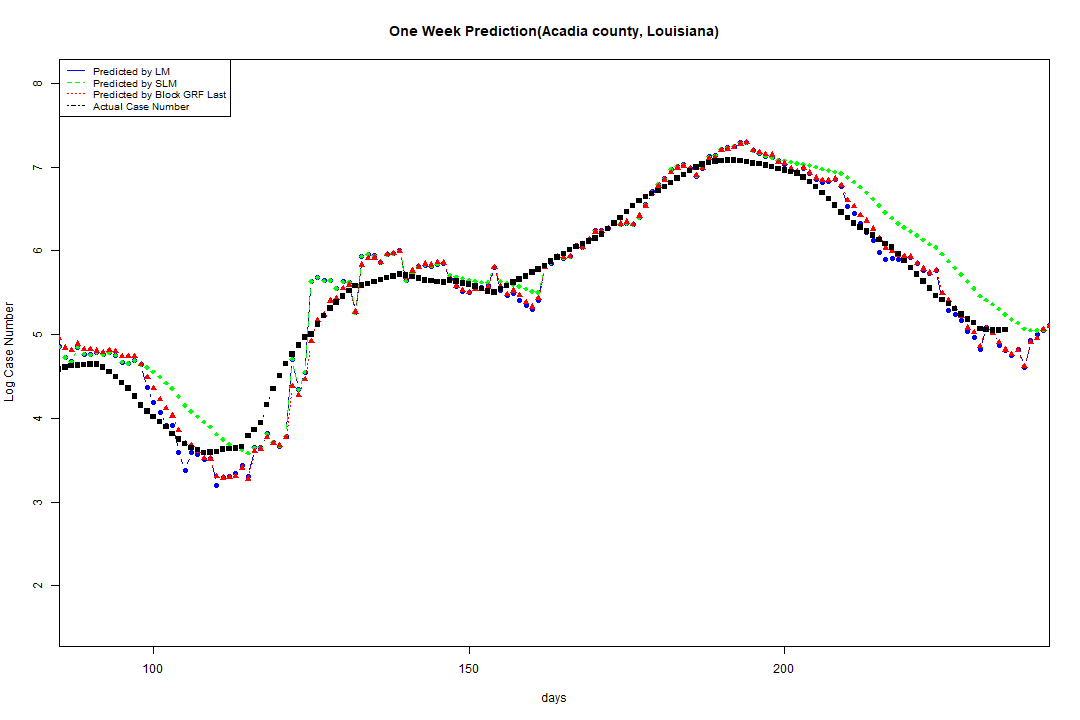 One Week Prediction(Acadia county, Louisiana)
Predicted by LM
Predicted by SLM
Predicted by Block GRF Last
Actual Case Number
8
7
6
5
4
3
2
Log Case Number
100 150 200
days